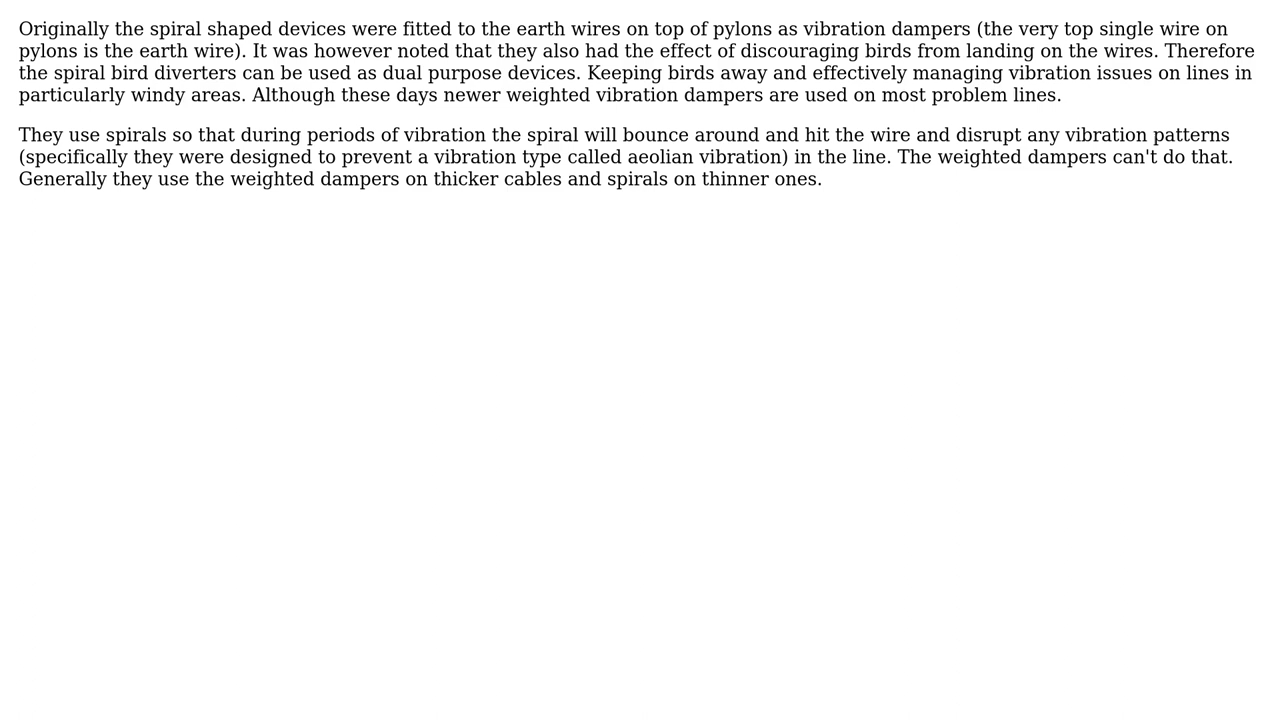 Originally the spiral shaped devices were fitted to the earth wires on top of pylons as vibration dampers (the very top single wire on
pylons is the earth wire). It was however noted that they also had the effect of discouraging birds from landing on the wires. Therefore
the spiral bird diverters can be used as dual purpose devices. Keeping birds away and effectively managing vibration issues on lines in
particularly windy areas. Although these days newer weighted vibration dampers are used on most problem lines.
They use spirals so that during periods of vibration the spiral will bounce around and hit the wire and disrupt any vibration patterns
(specifically they were designed to prevent a vibration type called aeolian vibration) in the line. The weighted dampers can't do that.
Generally they use the weighted dampers on thicker cables and spirals on thinner ones.